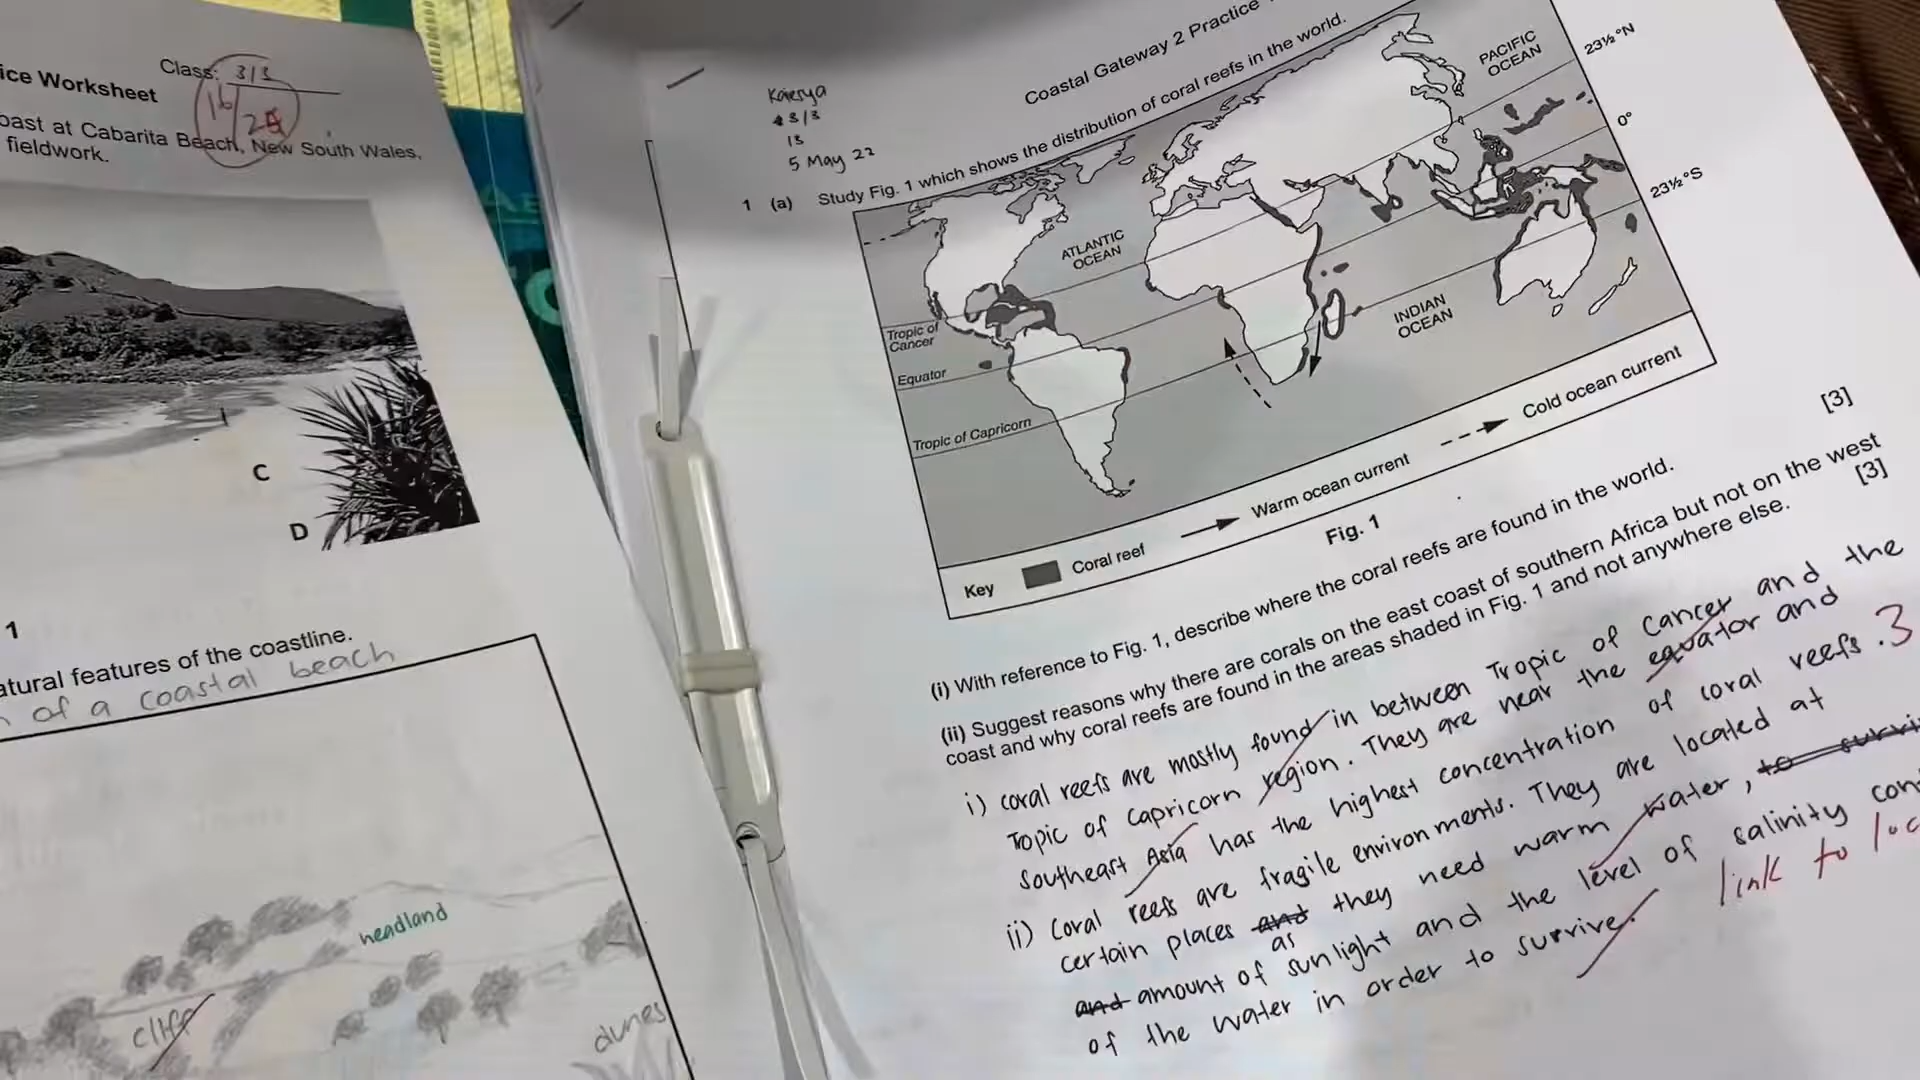 ice Worksheet
Class: 3/3
16/25
oast at Cabarita Beach, New South Wales,
fieldwork.
C
D
1
atural features of the coastline.
of a coastal beach
headland
cliff
dunes
Coastal Gateway 2 Practice
Kaerya
3/3
13
5 May 22
1 (a) Study Fig. 1 which shows the distribution of coral reefs in the world.
PACIFIC
OCEAN
23½°N
0°
23½°S
ATLANTIC
OCEAN
INDIAN
OCEAN
Tropic of
Cancer
Equator
Tropic of Capricorn
Key
Coral reef
Warm ocean current
Cold ocean current
Fig. 1
[3]
(i) With reference to Fig. 1, describe where the coral reefs are found in the world.
(ii) Suggest reasons why there are corals on the east coast of southern Africa but not on the west
coast and why coral reefs are found in the areas shaded in Fig. 1 and not anywhere else.
[3]
i) coral reefs are mostly found in between Tropic of Cancer and the
Tropic of Capricorn region. They are near the equator and
southeast Asia has the highest concentration of coral reefs. 3
ii) Coral reefs are fragile environments. They are located at
certain places and as they need warm water, to survi
and amount of sunlight and the level of salinity con
of the water in order to survive.
link to loc